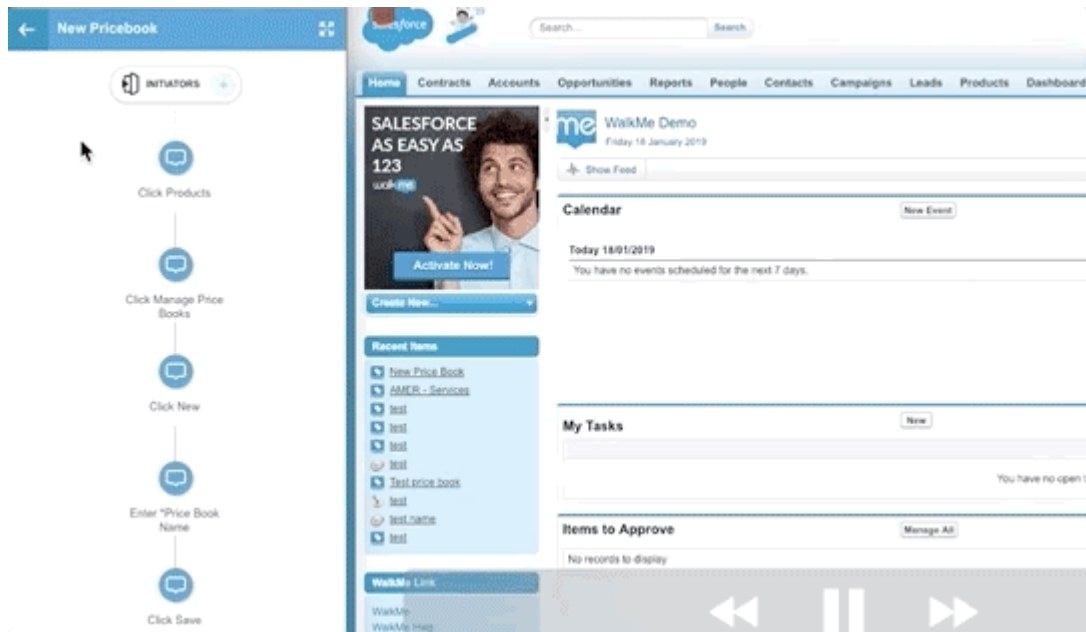 New Pricebook
INITIATORS
Click Products
Click Manage Price
Books
Click New
Enter *Price Book
Name
Click Save
salesforce
Search...
Search
Home Contracts Accounts Opportunities Reports People Contacts Campaigns Leads Products Dashboard
SALESFORCE
AS EASY AS
123
walkme
Activate Now!
Create New...
Recent Items
New Price Book
AMER - Services
test
test
test
test
Test price book
test
test name
test
WalkMe Link
WalkMe
WalkMe Help
me WalkMe Demo
Friday 18 January 2019
Show Feed
Calendar
New Event
Today 18/01/2019
You have no events scheduled for the next 7 days.
My Tasks
New
You have no open
Items to Approve
Manage All
No records to display